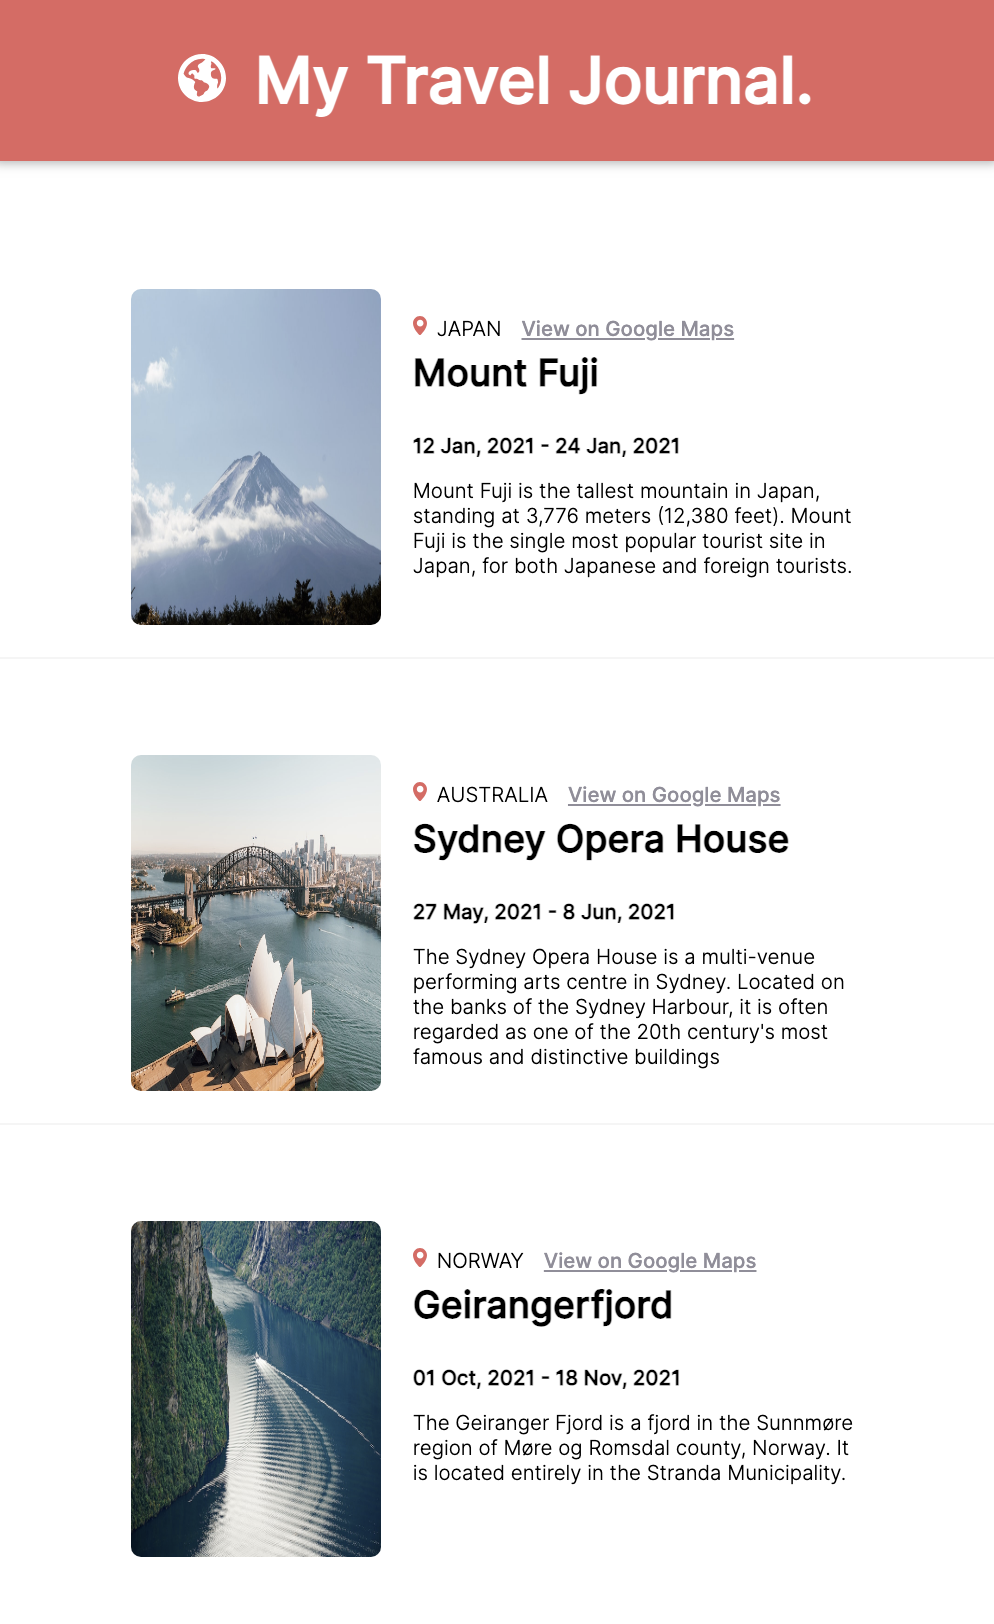 My Travel Journal.
JAPAN View on Google Maps
Mount Fuji
12 Jan, 2021 - 24 Jan, 2021
Mount Fuji is the tallest mountain in Japan,
standing at 3,776 meters (12,380 feet). Mount
Fuji is the single most popular tourist site in
Japan, for both Japanese and foreign tourists.
AUSTRALIA View on Google Maps
Sydney Opera House
27 May, 2021 - 8 Jun, 2021
The Sydney Opera House is a multi-venue
performing arts centre in Sydney. Located on
the banks of the Sydney Harbour, it is often
regarded as one of the 20th century's most
famous and distinctive buildings
NORWAY View on Google Maps
Geirangerfjord
01 Oct, 2021 - 18 Nov, 2021
The Geiranger Fjord is a fjord in the Sunnmøre
region of Møre og Romsdal county, Norway. It
is located entirely in the Stranda Municipality.